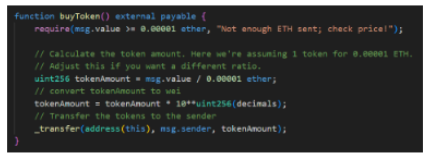 function buyToken() external payable {
require(msg.value >= 0.00001 ether, "Not enough ETH sent; check price!");
// Calculate the token amount. Here we're assuming 1 token for 0.00001 ETH.
// Adjust this if you want a different ratio.
uint256 tokenAmount = msg.value / 0.00001 ether;
// convert tokenAmount to wei
tokenAmount = tokenAmount * 10**uint256(decimals);
// Transfer the tokens to the sender
_transfer(address(this), msg.sender, tokenAmount);
}